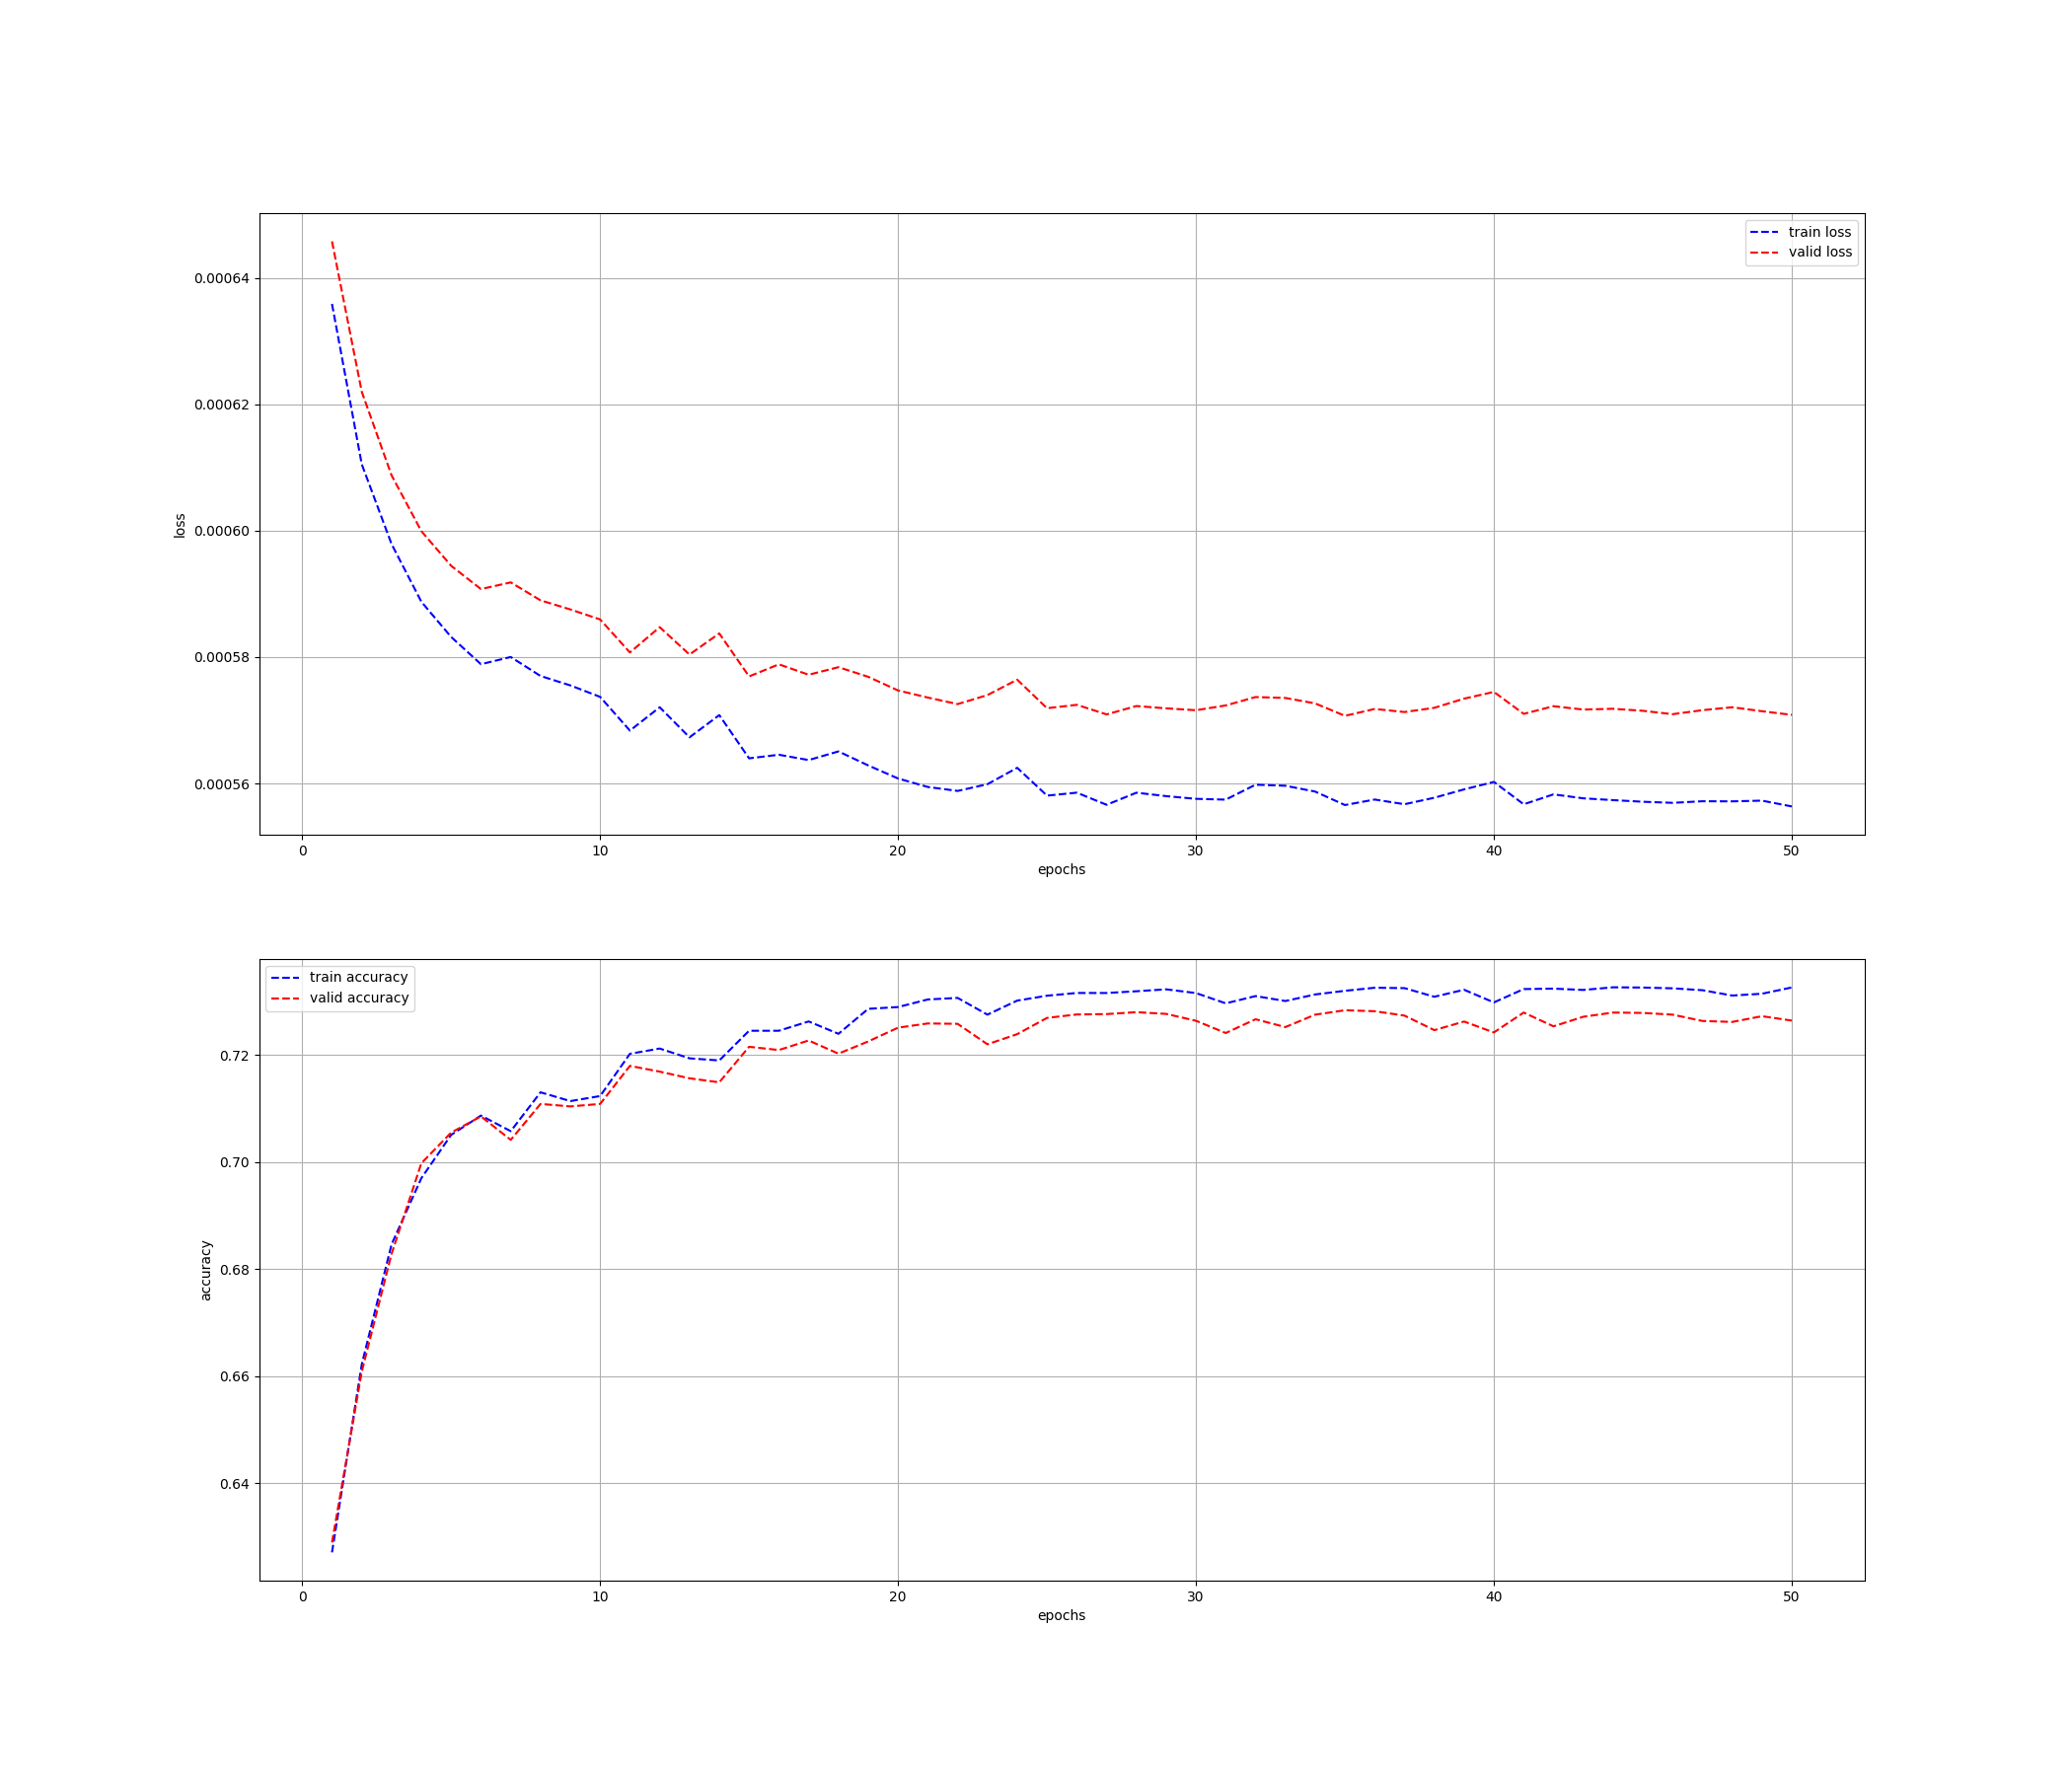 train loss
valid loss
0.00064
0.00062
0.00060
0.00058
0.00056
loss
0 10 20 30 40 50
epochs
train accuracy
valid accuracy
0.72
0.70
0.68
0.66
0.64
accuracy
0 10 20 30 40 50
epochs